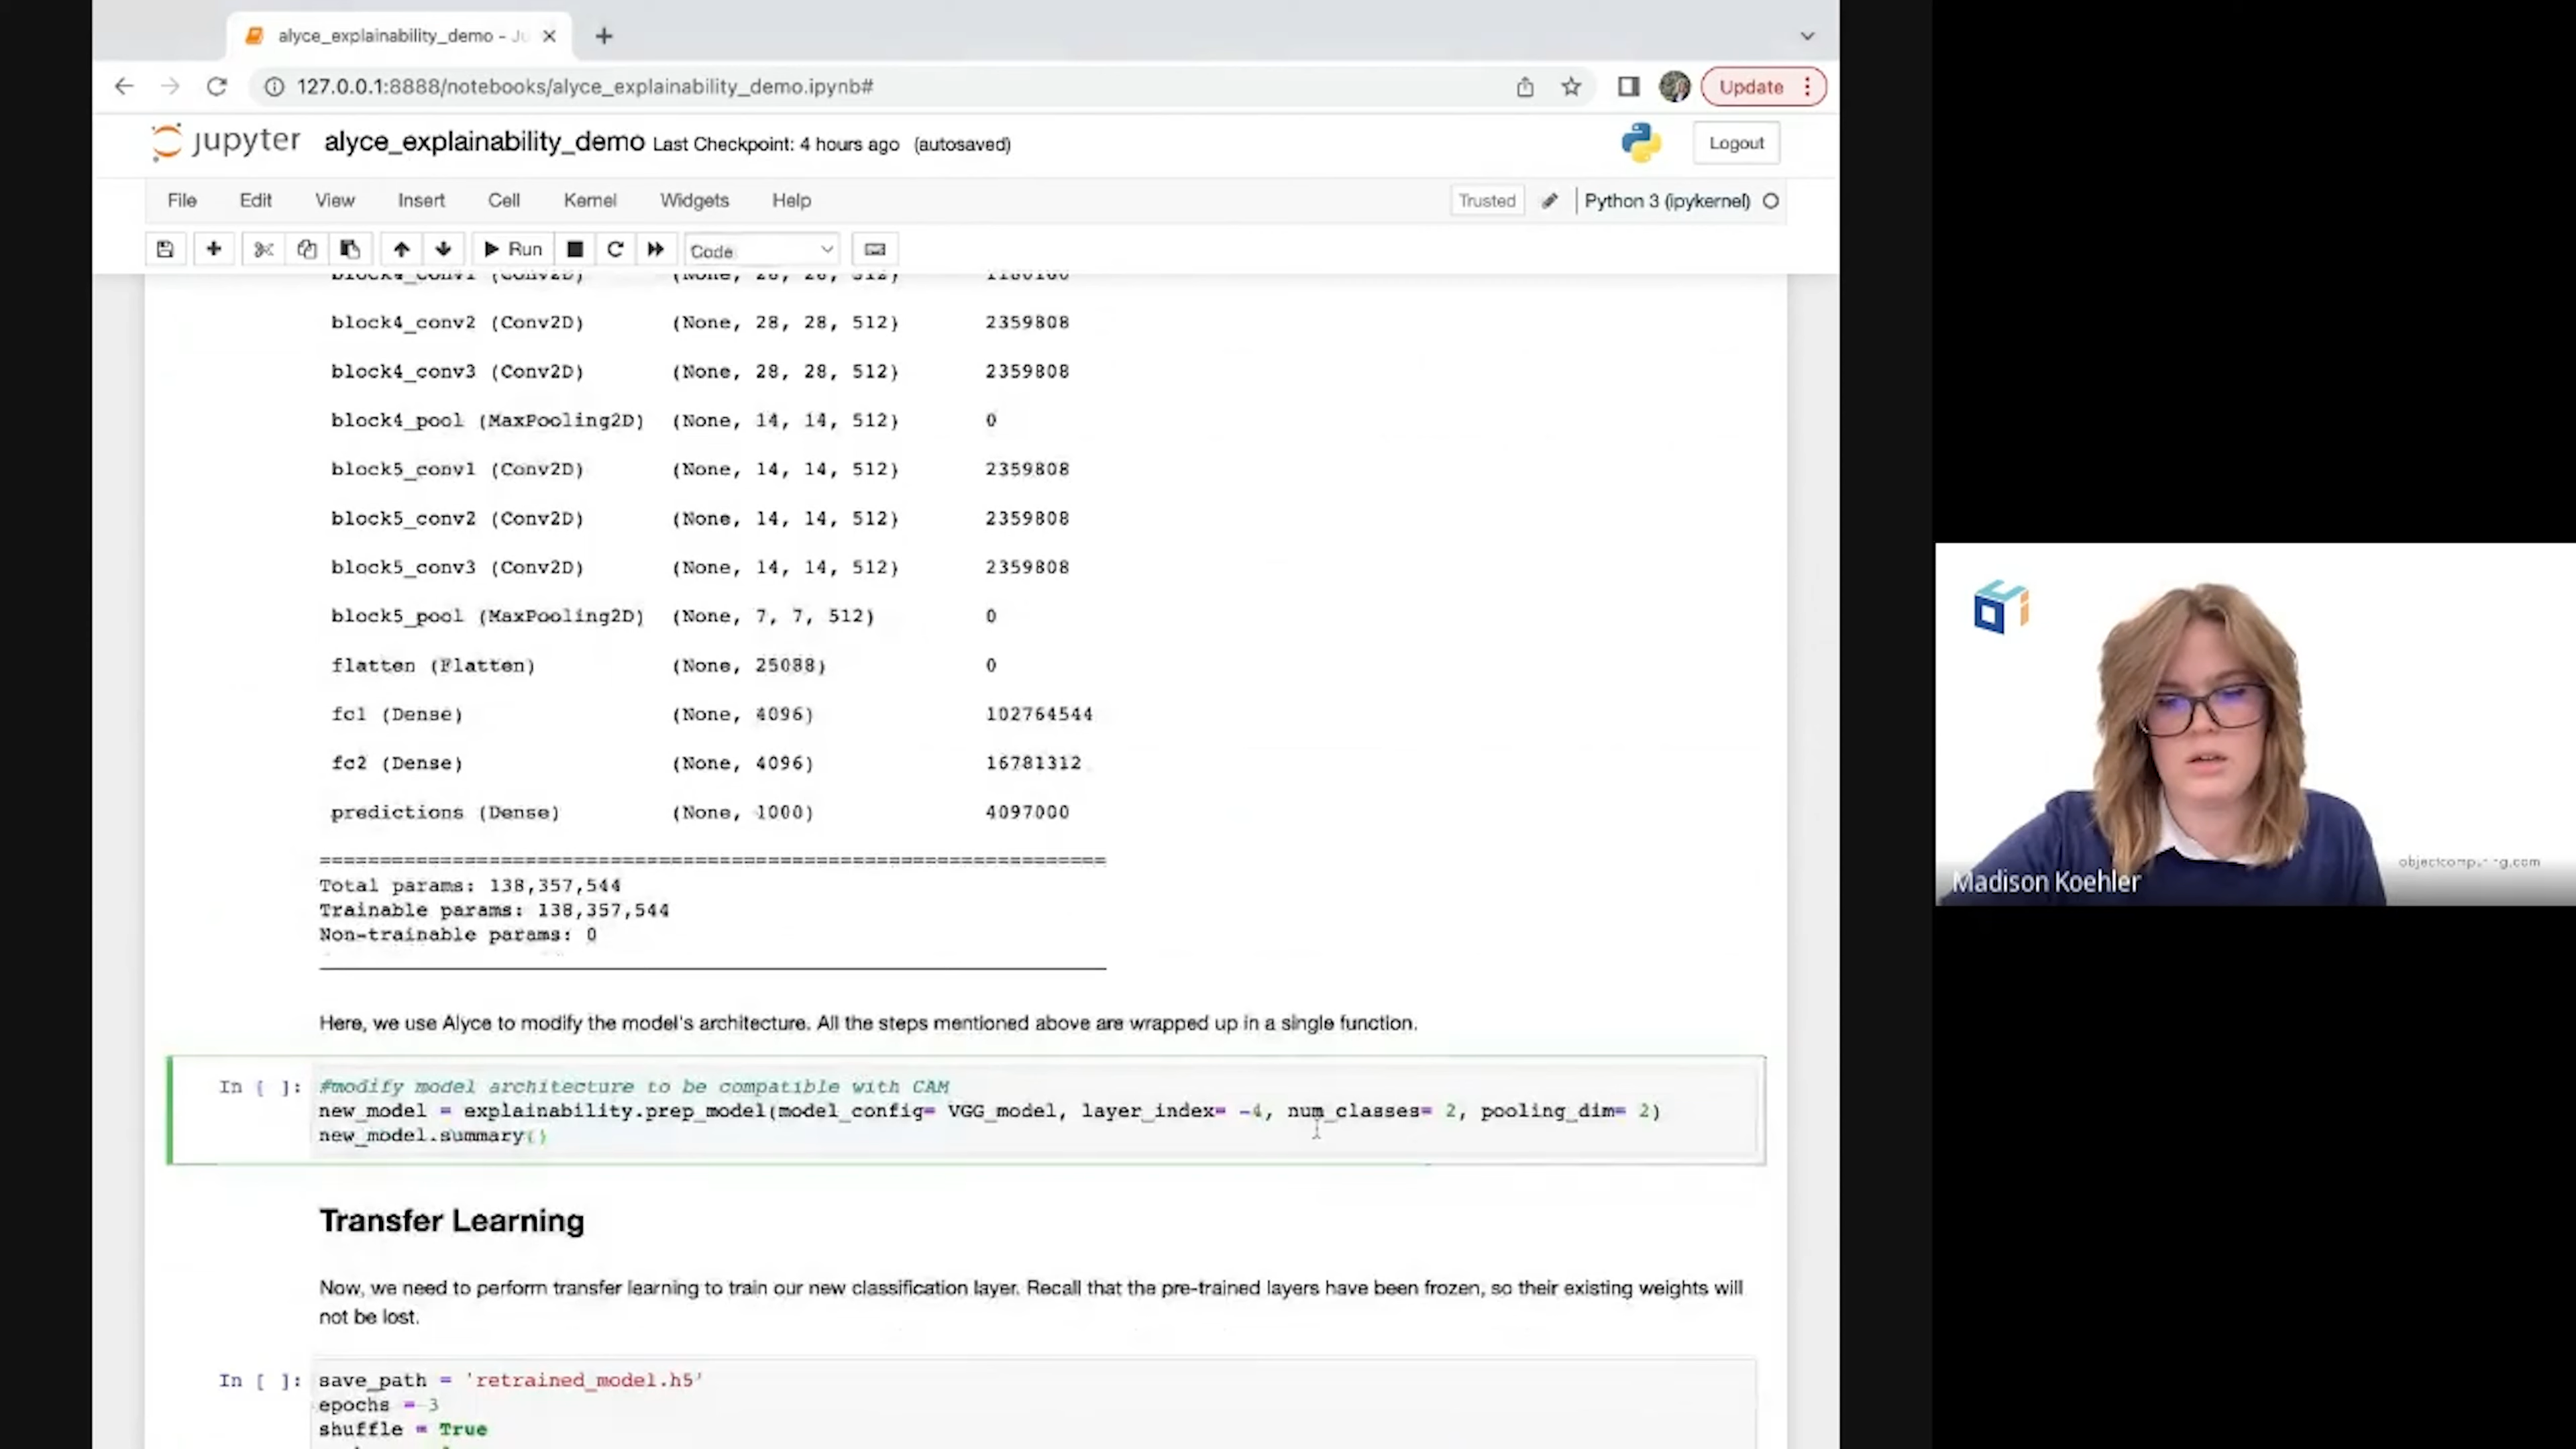 alyce_explainability_demo - Ju
127.0.0.1:8888/notebooks/alyce_explainability_demo.ipynb#
Update
jupyter alyce_explainability_demo Last Checkpoint: 4 hours ago (autosaved)
Logout
File Edit View Insert Cell Kernel Widgets Help
Trusted Python 3 (ipykernel)
Run Code
block4_conv1 (Conv2D) (None, 28, 28, 512) 1180160
block4_conv2 (Conv2D) (None, 28, 28, 512) 2359808
block4_conv3 (Conv2D) (None, 28, 28, 512) 2359808
block4_pool (MaxPooling2D) (None, 14, 14, 512) 0
block5_conv1 (Conv2D) (None, 14, 14, 512) 2359808
block5_conv2 (Conv2D) (None, 14, 14, 512) 2359808
block5_conv3 (Conv2D) (None, 14, 14, 512) 2359808
block5_pool (MaxPooling2D) (None, 7, 7, 512) 0
flatten (Flatten) (None, 25088) 0
fc1 (Dense) (None, 4096) 102764544
fc2 (Dense) (None, 4096) 16781312
predictions (Dense) (None, 1000) 4097000
Total params: 138,357,544
Trainable params: 138,357,544
Non-trainable params: 0
Here, we use Alyce to modify the model's architecture. All the steps mentioned above are wrapped up in a single function.
In [ ]: #modify model architecture to be compatible with CAM
new_model = explainability.prep_model(model_config= VGG_model, layer_index= -4, num_classes= 2, pooling_dim= 2)
new_model.summary()
Transfer Learning
Now, we need to perform transfer learning to train our new classification layer. Recall that the pre-trained layers have been frozen, so their existing weights will
not be lost.
In [ ]: save_path = 'retrained_model.h5'
epochs = 3
shuffle = True
objectcomputing.com
Madison Koehler